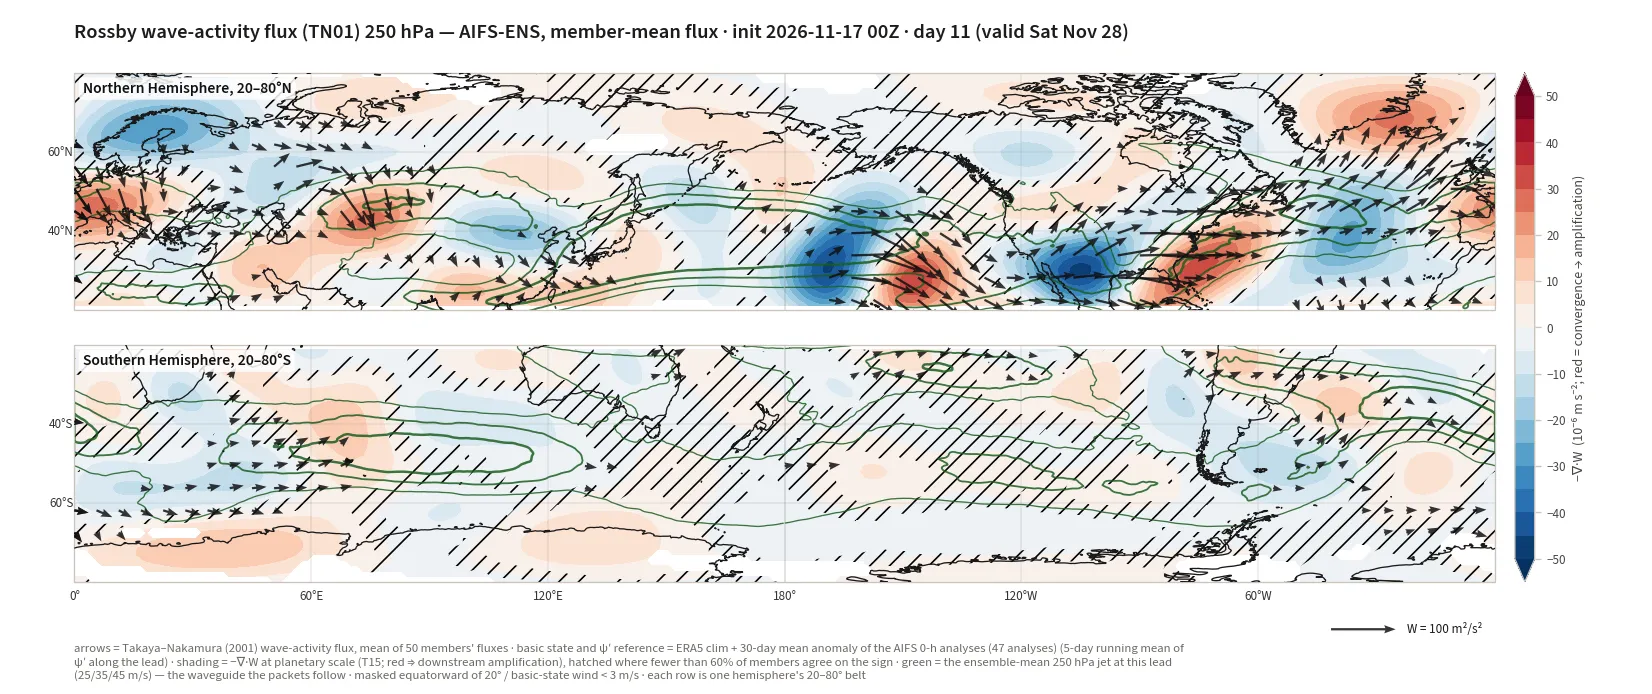 Rossby wave-activity flux (TN01) 250 hPa — AIFS-ENS, member-mean flux · init 2026-11-17 00Z · day 11 (valid Sat Nov 28)
Northern Hemisphere, 20–80°N
60°N
40°N
Southern Hemisphere, 20–80°S
40°S
60°S
0°
60°E
120°E
180°
120°W
60°W
50
40
30
20
10
0
−10
−20
−30
−40
−50
−∇·W (10⁻⁶ m s⁻²; red = convergence → amplification)
W = 100 m²/s²
arrows = Takaya–Nakamura (2001) wave-activity flux, mean of 50 members' fluxes · basic state and ψ' reference = ERA5 clim + 30-day mean anomaly of the AIFS 0-h analyses (47 analyses) (5-day running mean of
ψ' along the lead) · shading = −∇·W at planetary scale (T15; red ⇒ downstream amplification), hatched where fewer than 60% of members agree on the sign · green = the ensemble-mean 250 hPa jet at this lead
(25/35/45 m/s) — the waveguide the packets follow · masked equatorward of 20° / basic-state wind < 3 m/s · each row is one hemisphere's 20–80° belt